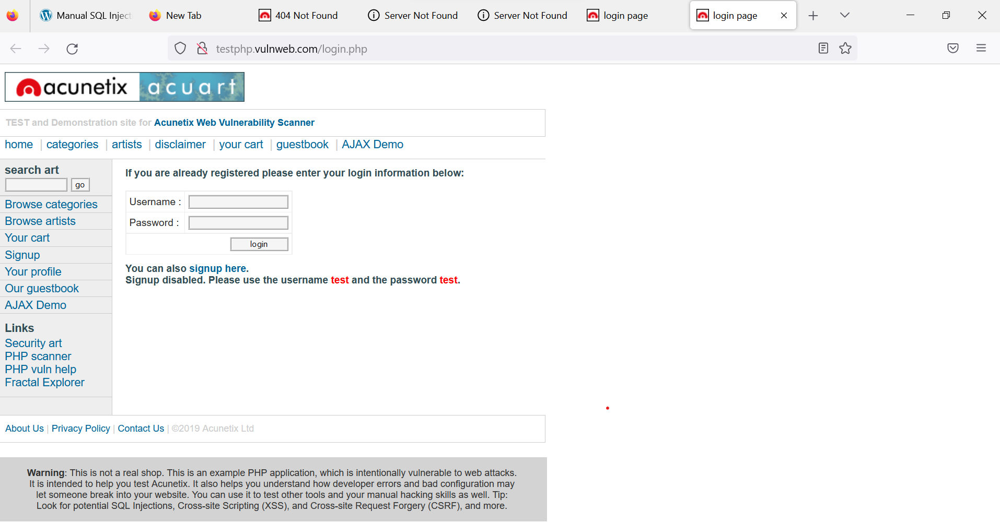 Manual SQL Inject
New Tab
404 Not Found
Server Not Found
Server Not Found
login page
login page
testphp.vulnweb.com/login.php
acunetix acuart
TEST and Demonstration site for Acunetix Web Vulnerability Scanner
home | categories | artists | disclaimer | your cart | guestbook | AJAX Demo
search art
go
Browse categories
Browse artists
Your cart
Signup
Your profile
Our guestbook
AJAX Demo
Links
Security art
PHP scanner
PHP vuln help
Fractal Explorer
If you are already registered please enter your login information below:
Username :
Password :
login
You can also signup here.
Signup disabled. Please use the username test and the password test.
About Us | Privacy Policy | Contact Us | ©2019 Acunetix Ltd
Warning: This is not a real shop. This is an example PHP application, which is intentionally vulnerable to web attacks.
It is intended to help you test Acunetix. It also helps you understand how developer errors and bad configuration may
let someone break into your website. You can use it to test other tools and your manual hacking skills as well. Tip:
Look for potential SQL Injections, Cross-site Scripting (XSS), and Cross-site Request Forgery (CSRF), and more.